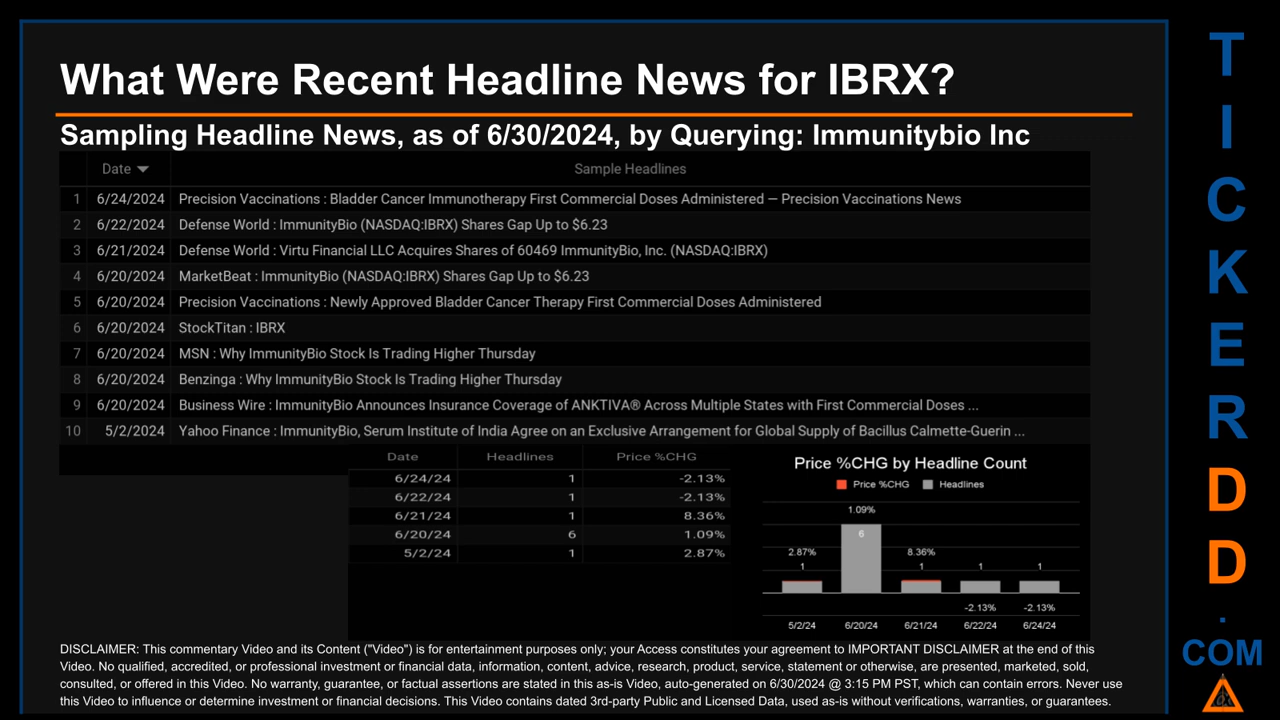 What Were Recent Headline News for IBRX?
Sampling Headline News, as of 6/30/2024, by Querying: Immunitybio Inc
Date Sample Headlines
1 6/24/2024 Precision Vaccinations : Bladder Cancer Immunotherapy First Commercial Doses Administered — Precision Vaccinations News
2 6/22/2024 Defense World : ImmunityBio (NASDAQ:IBRX) Shares Gap Up to $6.23
3 6/21/2024 Defense World : Virtu Financial LLC Acquires Shares of 60469 ImmunityBio, Inc. (NASDAQ:IBRX)
4 6/20/2024 MarketBeat : ImmunityBio (NASDAQ:IBRX) Shares Gap Up to $6.23
5 6/20/2024 Precision Vaccinations : Newly Approved Bladder Cancer Therapy First Commercial Doses Administered
6 6/20/2024 StockTitan : IBRX
7 6/20/2024 MSN : Why ImmunityBio Stock Is Trading Higher Thursday
8 6/20/2024 Benzinga : Why ImmunityBio Stock Is Trading Higher Thursday
9 6/20/2024 Business Wire : ImmunityBio Announces Insurance Coverage of ANKTIVA® Across Multiple States with First Commercial Doses ...
10 5/2/2024 Yahoo Finance : ImmunityBio, Serum Institute of India Agree on an Exclusive Arrangement for Global Supply of Bacillus Calmette-Guerin ...
Date Headlines Price %CHG
6/24/24 1 -2.13%
6/22/24 1 -2.13%
6/21/24 1 8.36%
6/20/24 6 1.09%
5/2/24 1 2.87%
Price %CHG by Headline Count
Price %CHG Headlines
1.09%
6
2.87% 8.36%
1 1 1 1
-2.13% -2.13%
5/2/24 6/20/24 6/21/24 6/22/24 6/24/24
DISCLAIMER: This commentary Video and its Content ("Video") is for entertainment purposes only; your Access constitutes your agreement to IMPORTANT DISCLAIMER at the end of this
Video. No qualified, accredited, or professional investment or financial data, information, content, advice, research, product, service, statement or otherwise, are presented, marketed, sold,
consulted, or offered in this Video. No warranty, guarantee, or factual assertions are stated in this as-is Video, auto-generated on 6/30/2024 @ 3:15 PM PST, which can contain errors. Never use
this Video to influence or determine investment or financial decisions. This Video contains dated 3rd-party Public and Licensed Data, used as-is without verifications, warranties, or guarantees.
T
I
C
K
E
R
D
D
.
COM